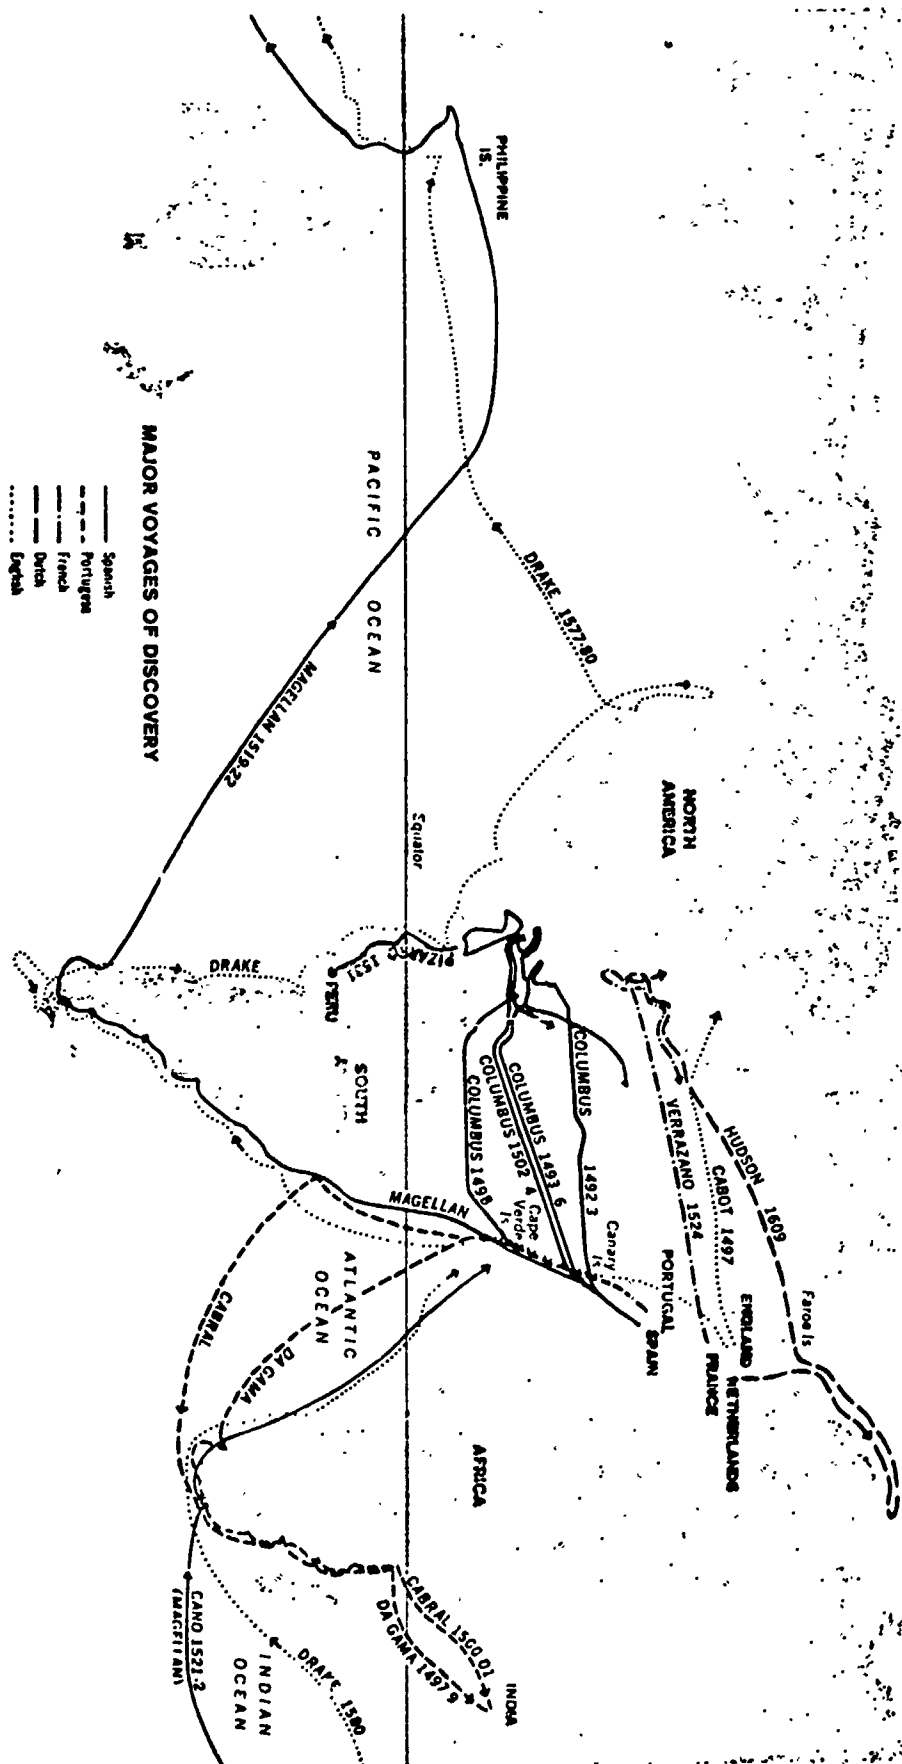 MAJOR VOYAGES OF DISCOVERY
Spanish
Portugese
French
Dutch
English
PHILIPPINE
IS.
PACIFIC
OCEAN
DRAKE 1577-80
MAGELLAN 1519-22
NORTH
AMERICA
Equator
DRAKE
PIZARRO 1531
PERU
SOUTH
COLUMBUS 1492 3
COLUMBUS 1493 6
COLUMBUS 1502 4
COLUMBUS 1498
HUDSON 1609
CABOT 1497
VERRAZANO 1524
Faroe Is
ENGLAND
NETHERLANDS
FRANCE
PORTUGAL
SPAIN
Canary
Is
Cape
Verde
Is
MAGELLAN
ATLANTIC
OCEAN
CABRAL
DA GAMA
AFRICA
CABRAL 1500 01
DA GAMA 1497 9
INDIA
DRAKE 1580
INDIAN
OCEAN
CANO 1521-2
(MAGELLAN)